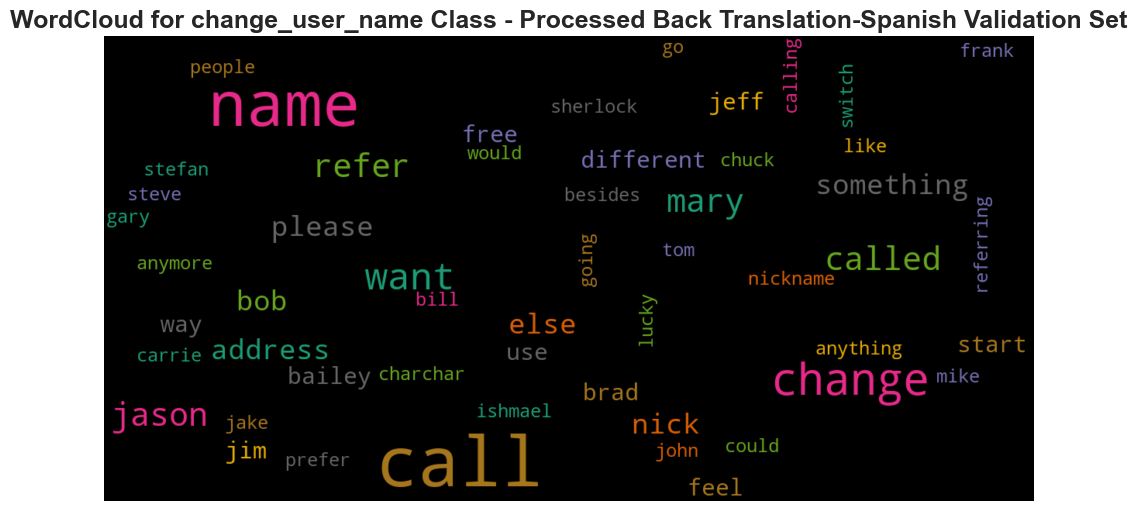 WordCloud for change_user_name Class - Processed Back Translation-Spanish Validation Set
go
frank
people
calling
switch
name
sherlock
jeff
free
like
would
different
chuck
refer
stefan
something
steve
besides
mary
gary
please
referring
going
tom
called
anymore
want
nickname
bill
bob
lucky
way
else
address
use
anything
start
carrie
bailey
charchar
change
mike
brad
jason
ishmael
jake
nick
jim
john
could
prefer
call
feel